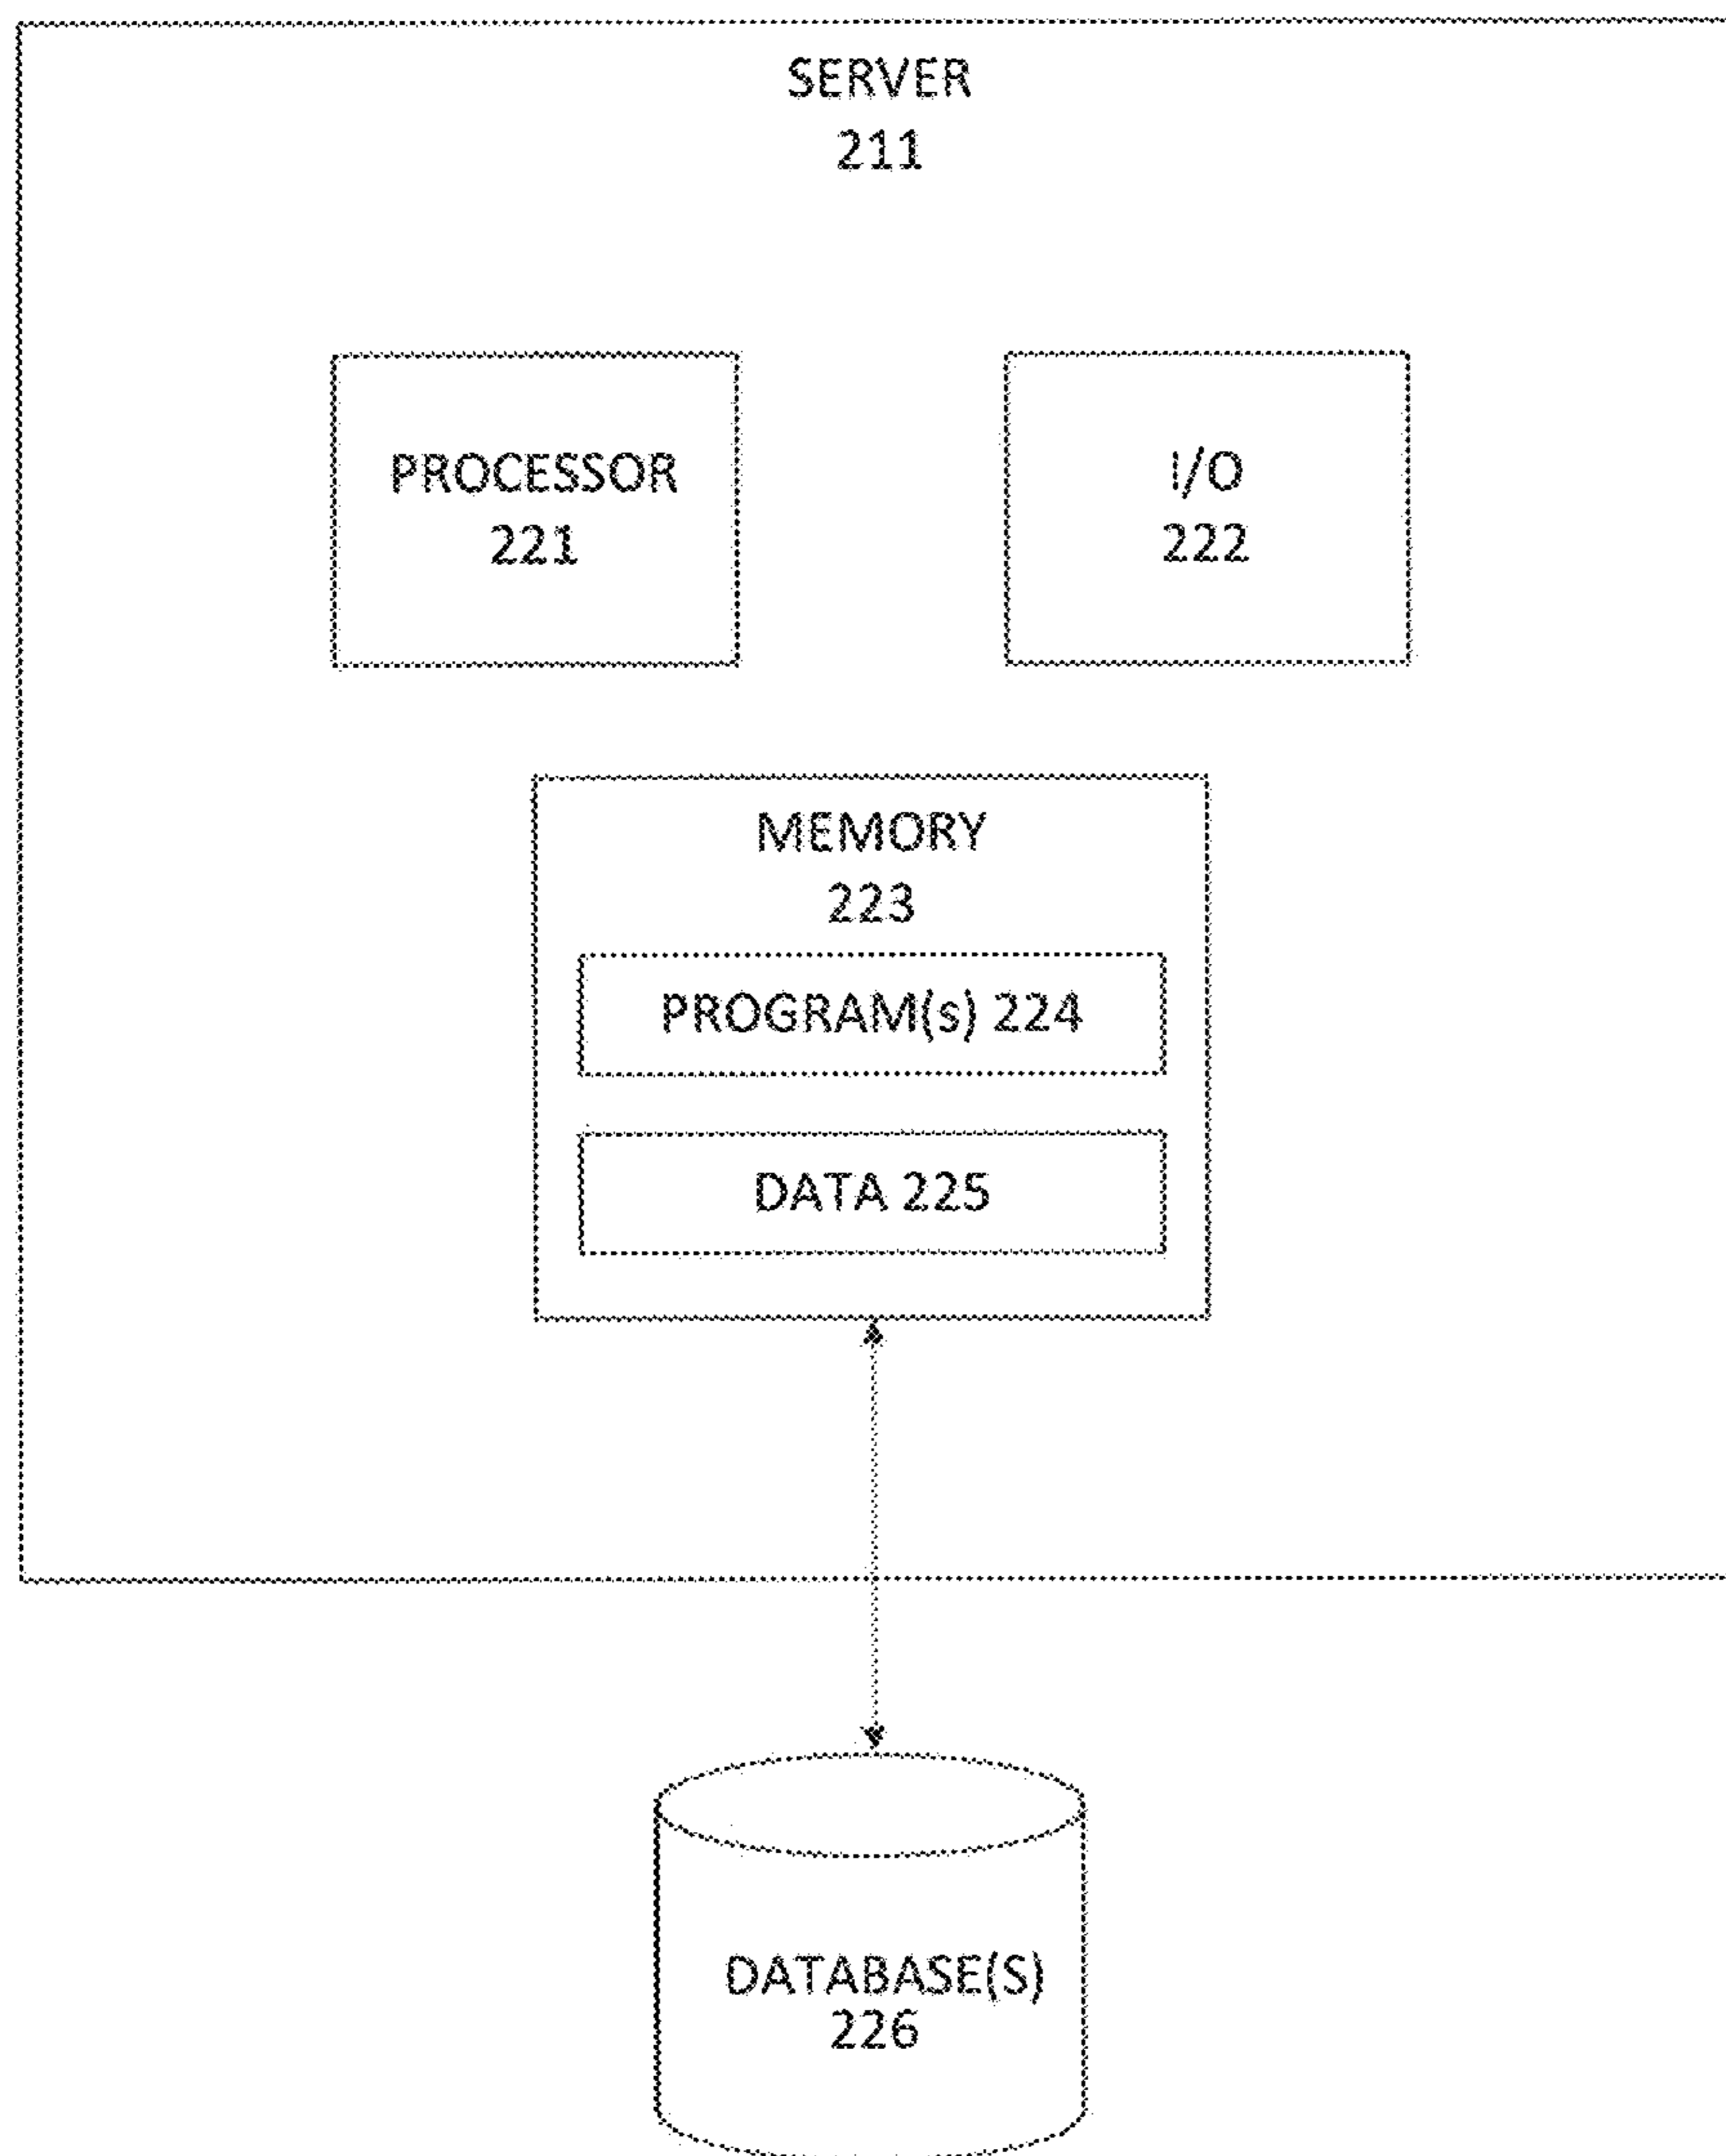 SERVER
211
PROCESSOR
221
I/O
222
MEMORY
223
PROGRAM(s) 224
DATA 225
DATABASE(S)
226